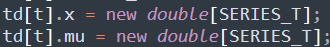 td[t].x = new double[SERIES_T];
td[t].mu = new double[SERIES_T];